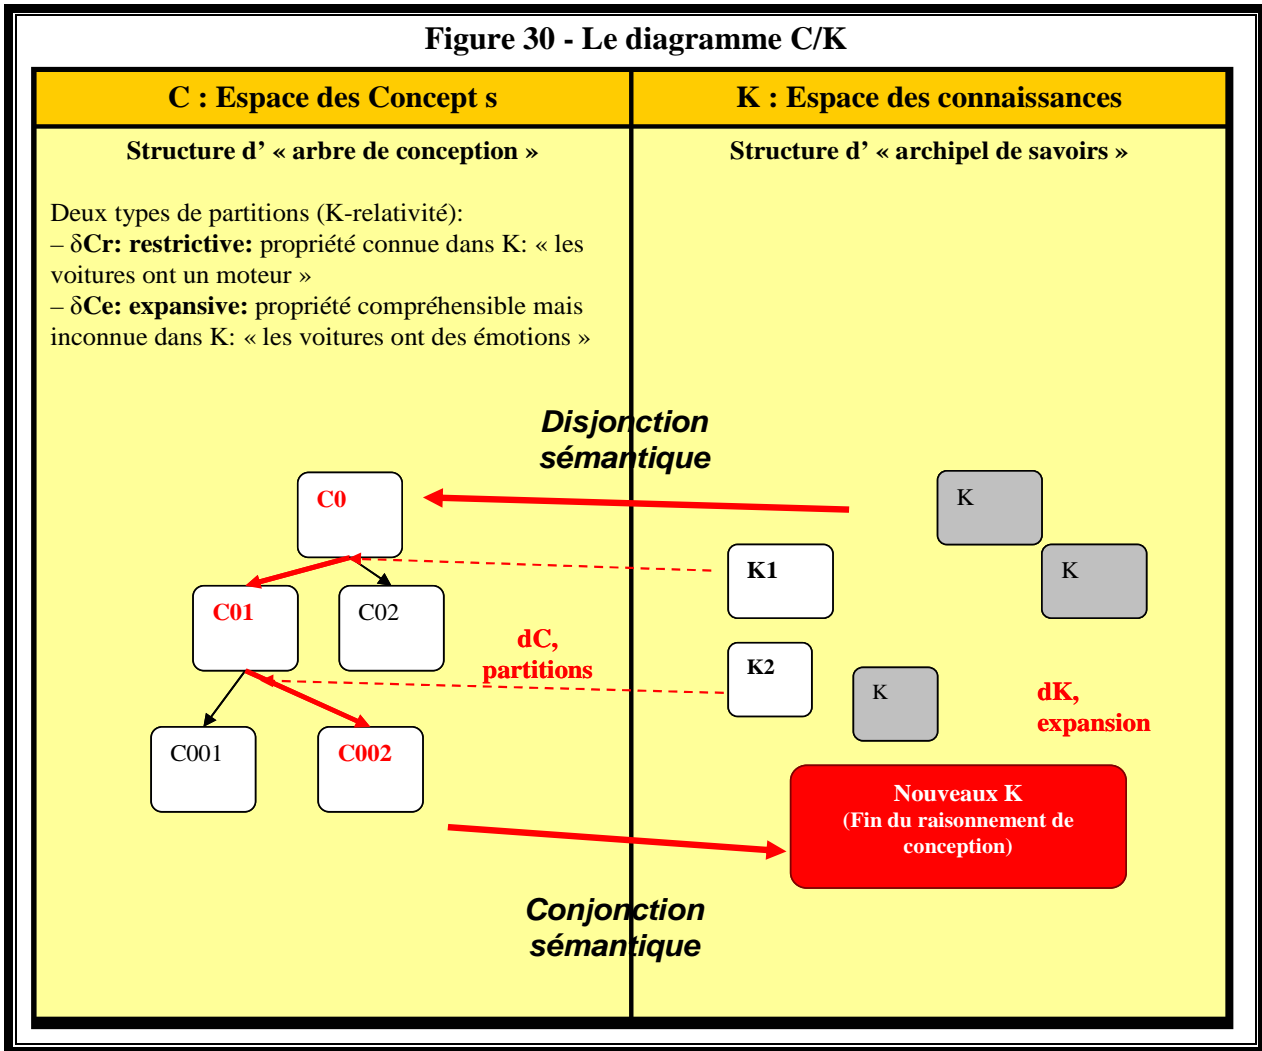 Figure 30 - Le diagramme C/K
C : Espace des Concept s
K : Espace des connaissances
Structure d’ « arbre de conception »
Structure d’ « archipel de savoirs »
Deux types de partitions (K-relativité):
– δCr: restrictive: propriété connue dans K: « les
voitures ont un moteur »
– δCe: expansive: propriété compréhensible mais
inconnue dans K: « les voitures ont des émotions »
Disjonction
sémantique
C0
K
K1
K
C01
C02
dC,
partitions
K2
K
dK,
expansion
C001
C002
Nouveaux K
(Fin du raisonnement de
conception)
Conjonction
sémantique